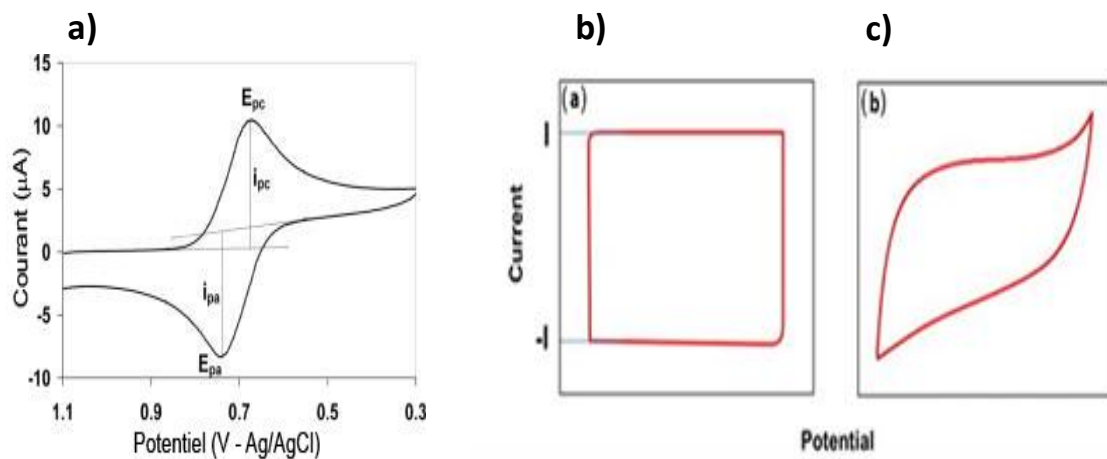 a)
15
10
5
0
-5
-10
Courant (µA)
Epc
ipc
ipa
Epa
1.1 0.9 0.7 0.5 0.3
Potentiel (V - Ag/AgCl)
b)
(a)
Current
c)
(b)
Potential